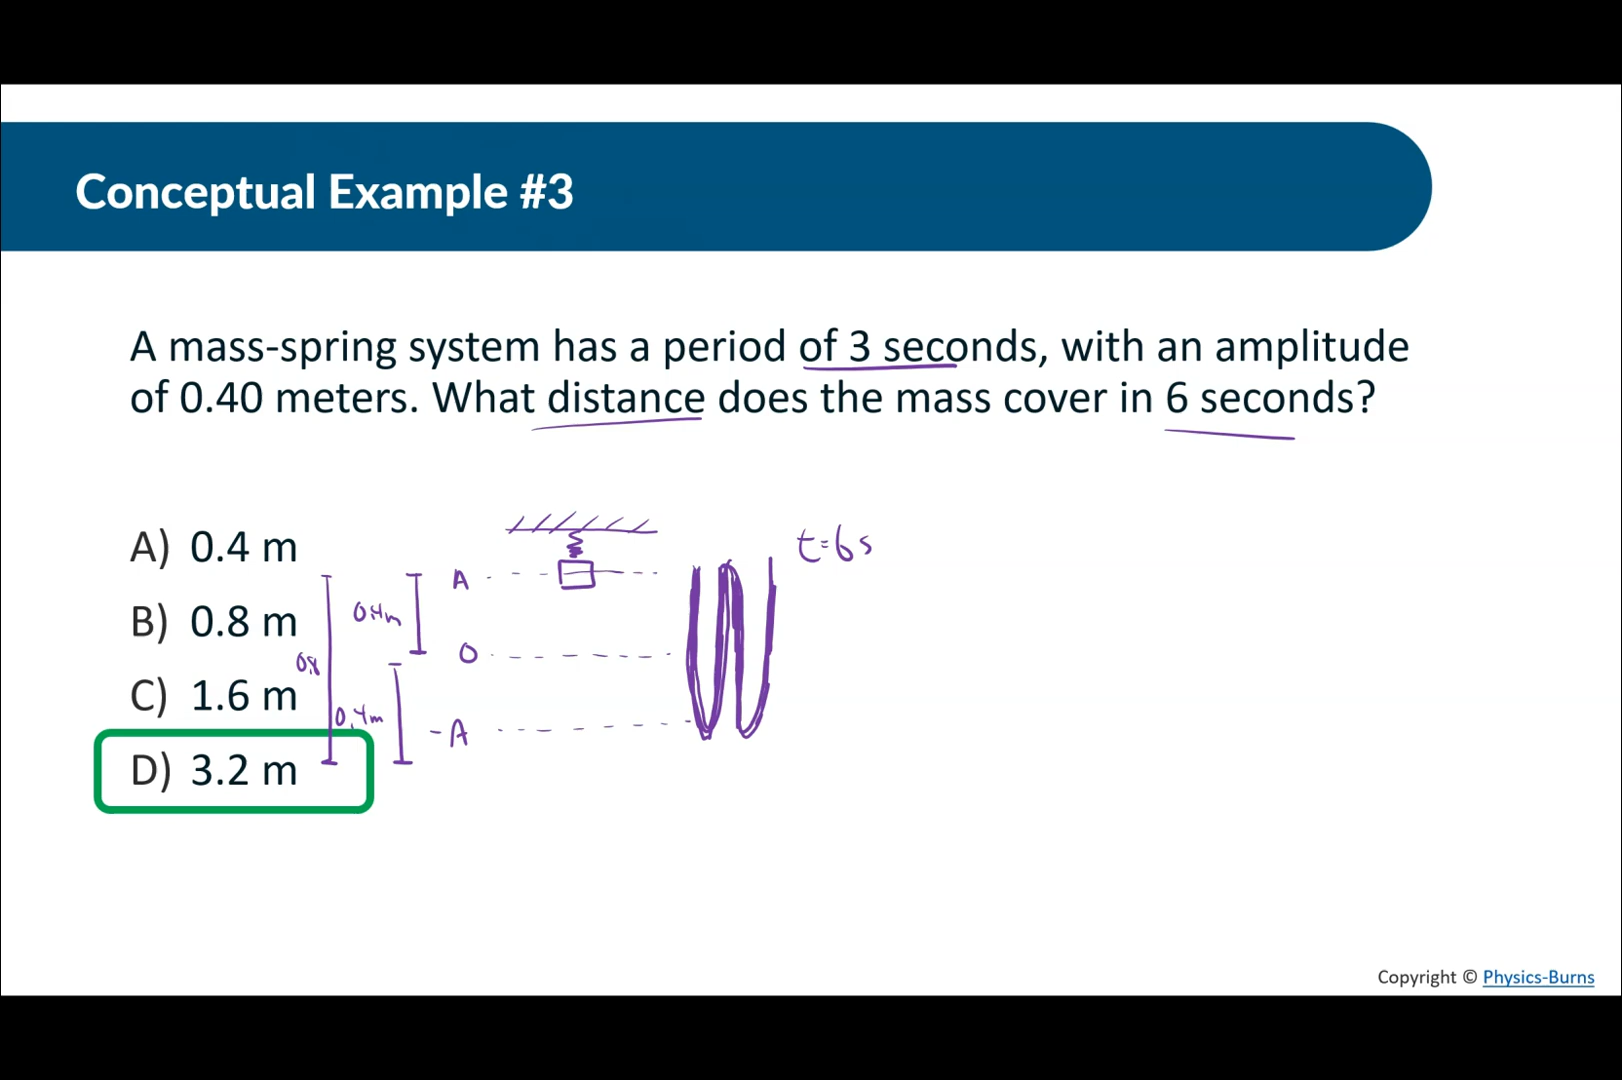 Conceptual Example #3
A mass-spring system has a period of 3 seconds, with an amplitude
of 0.40 meters. What distance does the mass cover in 6 seconds?
A) 0.4 m
B) 0.8 m
C) 1.6 m
D) 3.2 m
t=6s
A
0.4m
O
0.8
0.4m
-A
Copyright © Physics-Burns